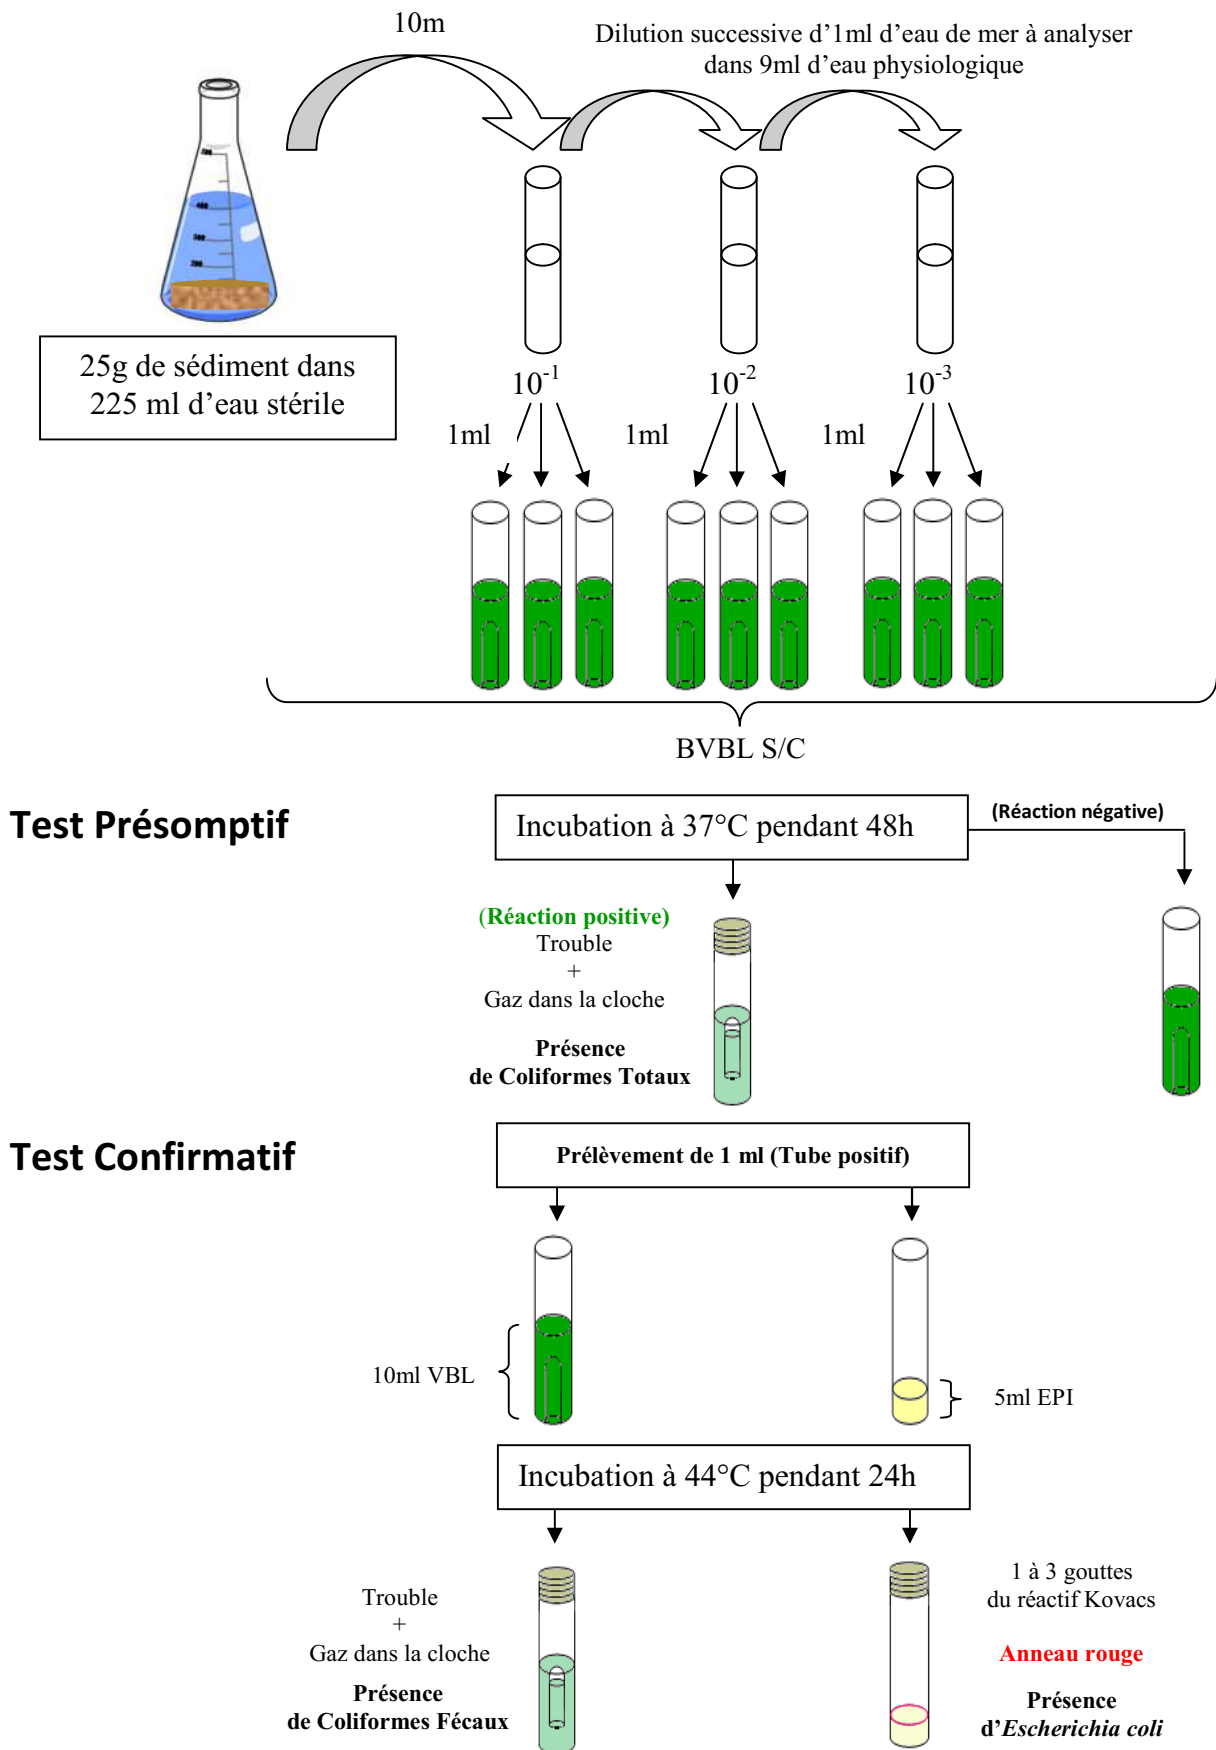 10m
Dilution successive d’1ml d’eau de mer à analyser
dans 9ml d’eau physiologique
25g de sédiment dans
225 ml d’eau stérile
10⁻¹ 10⁻² 10⁻³
1ml 1ml 1ml
BVBL S/C
Test Présomptif
Incubation à 37°C pendant 48h
(Réaction négative)
(Réaction positive)
Trouble
+
Gaz dans la cloche
Présence
de Coliformes Totaux
Test Confirmatif
Prélèvement de 1 ml (Tube positif)
10ml VBL
5ml EPI
Incubation à 44°C pendant 24h
Trouble
+
Gaz dans la cloche
Présence
de Coliformes Fécaux
1 à 3 gouttes
du réactif Kovacs
Anneau rouge
Présence
d’Escherichia coli